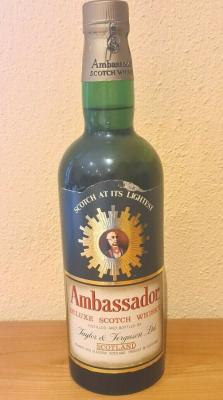 Ambassador
SCOTCH WHISKY
SCOTCH AT ITS LIGHTEST
Ambassador
DELUXE SCOTCH WHISKY
DISTILLED AND BOTTLED BY
Taylor & Ferguson Ltd.
SCOTLAND